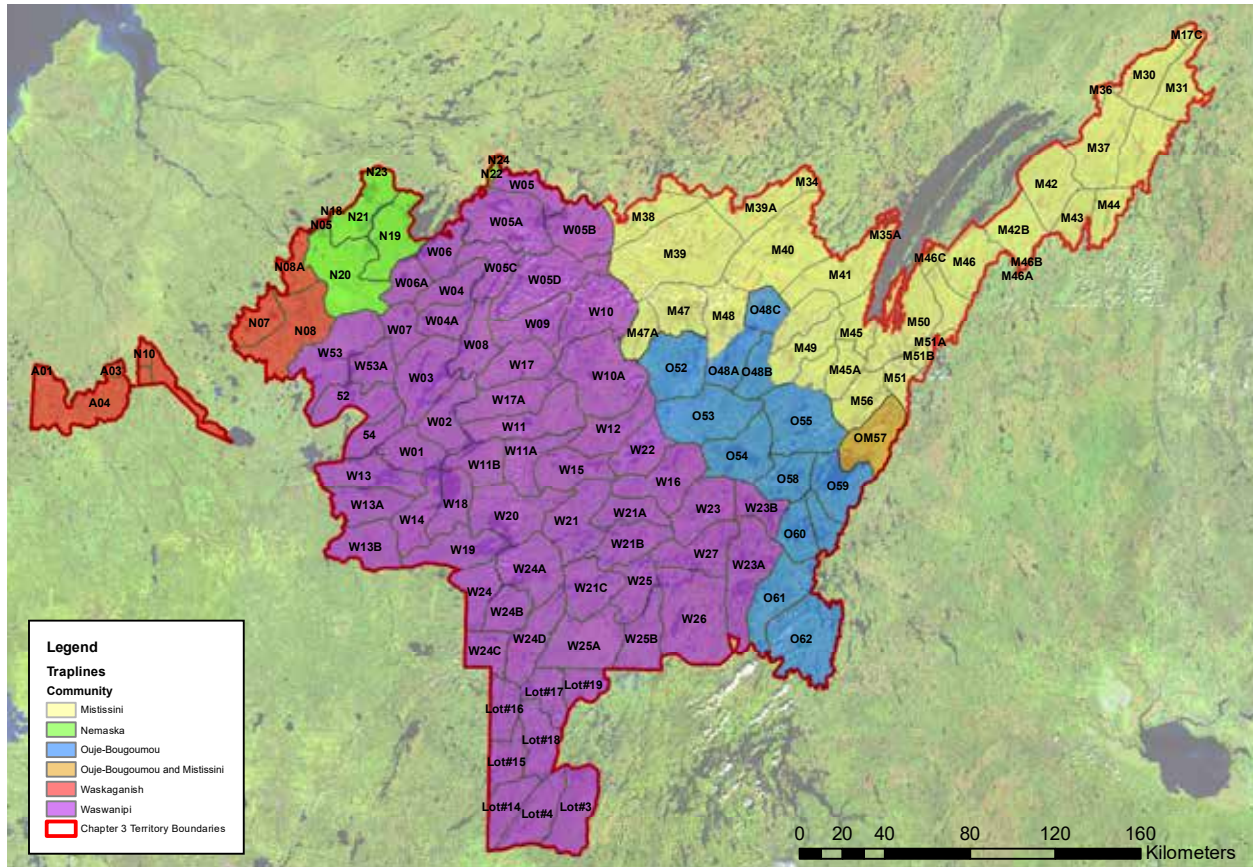 M17C
M30
M36
M31
M37
N24
N23
N22
W05
M34
M42
M39A
M44
N18
M38
M43
N21
N05
W05A
M42B
W05B
M35A
N19
M40
W06
M39
M46C
M46
M46B
N08A
W05C
M41
M46A
N20
W06A
W05D
W04
M47
O48C
W10
M48
M50
W04A
N07
W09
N08
W07
M47A
M45
W08
M51A
M49
N10
W53
M51B
W17
W53A
O52
O48A
O48B
M45A
A01
A03
W10A
M51
W03
52
W17A
M56
A04
O53
O55
W02
W11
W12
54
OM57
W01
W11A
W22
O54
W11B
W15
W13
O58
W16
O59
W13A
W18
W23
W23B
W21A
W20
W14
W21
O60
W21B
W13B
W19
W27
W23A
W24A
W25
W21C
W24
O61
W24B
W26
W24D
W25B
O62
W25A
W24C
Lot#19
Lot#17
Lot#16
Lot#18
Lot#15
Lot#14
Lot#3
Lot#4
Legend
Traplines
Community
Mistissini
Nemaska
Ouje-Bougoumou
Ouje-Bougoumou and Mistissini
Waskaganish
Waswanipi
Chapter 3 Territory Boundaries
0 20 40 80 120 160
Kilometers